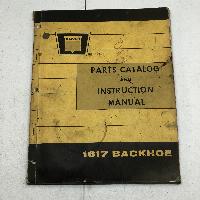 PARTS CATALOG
and
INSTRUCTION
MANUAL
1617 BACKHOE